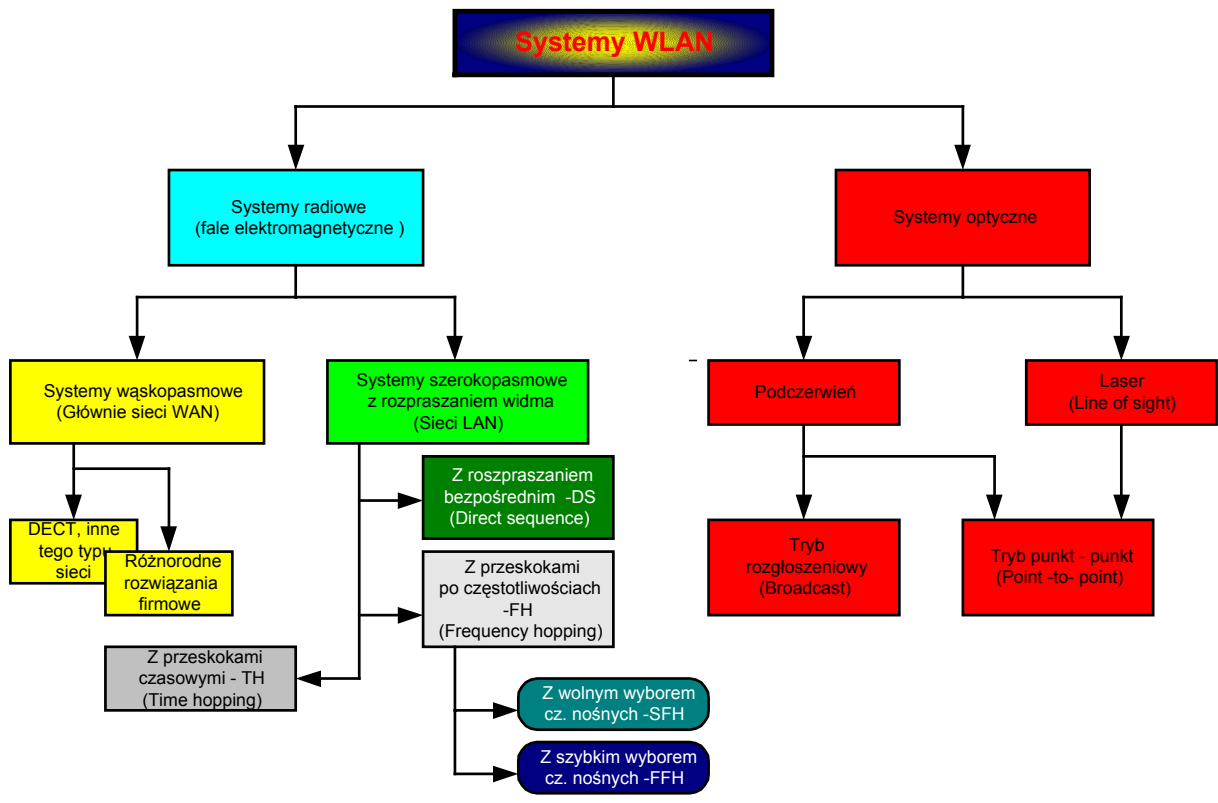 Systemy WLAN
Systemy radiowe
(fale elektromagnetyczne )
Systemy optyczne
Systemy wąskopasmowe
(Głównie sieci WAN)
Systemy szerokopasmowe
z rozpraszaniem widma
(Sieci LAN)
Podczerwień
Laser
(Line of sight)
Z roszpraszaniem
bezpośrednim -DS
(Direct sequence)
DECT, inne
tego typu
sieci
Różnorodne
rozwiązania
firmowe
Z przeskokami
po częstotliwościach
-FH
(Frequency hopping)
Tryb
rozgłoszeniowy
(Broadcast)
Tryb punkt - punkt
(Point -to- point)
Z przeskokami
czasowymi - TH
(Time hopping)
Z wolnym wyborem
cz. nośnych -SFH
Z szybkim wyborem
cz. nośnych -FFH